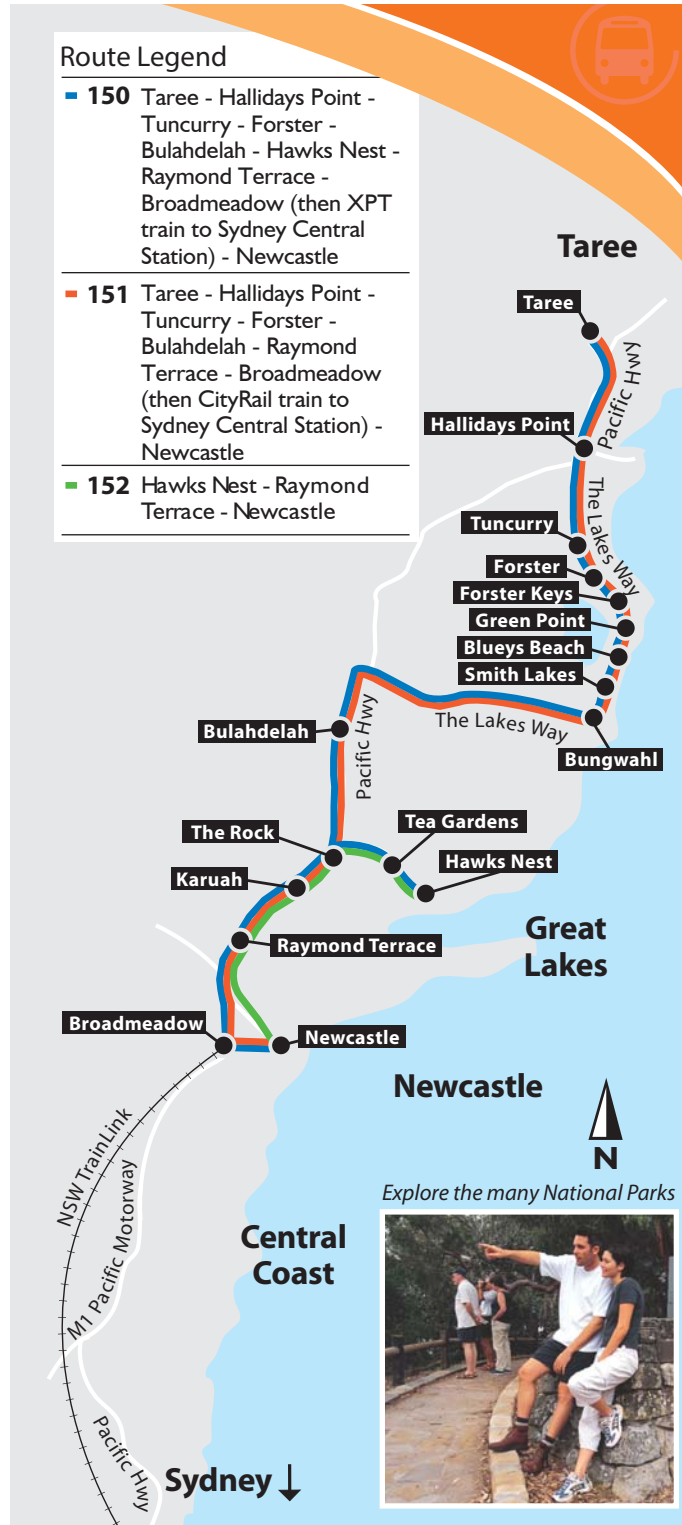 Route Legend
150 Taree - Hallidays Point -
Tuncurry - Forster -
Bulahdelah - Hawks Nest -
Raymond Terrace -
Broadmeadow (then XPT
train to Sydney Central
Station) - Newcastle
151 Taree - Hallidays Point -
Tuncurry - Forster -
Bulahdelah - Raymond
Terrace - Broadmeadow
(then CityRail train to
Sydney Central Station) -
Newcastle
152 Hawks Nest - Raymond
Terrace - Newcastle
Taree
Taree
Pacific Hwy
Hallidays Point
The Lakes Way
Tuncurry
Forster
Forster Keys
Green Point
Blueys Beach
Smith Lakes
Bungwahl
The Lakes Way
Pacific Hwy
Bulahdelah
The Rock
Tea Gardens
Hawks Nest
Karuah
Raymond Terrace
Great
Lakes
Broadmeadow
Newcastle
Newcastle
N
NSW TrainLink
M1 Pacific Motorway
Central
Coast
Explore the many National Parks
Pacific Hwy
Sydney